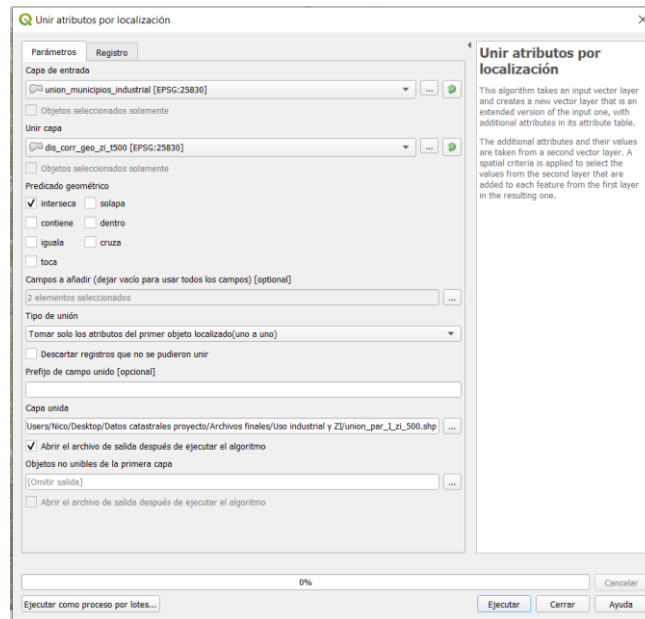 Unir atributos por localización
Parámetros
Registro
Capa de entrada
union_municipios_industrial [EPSG:25830]
...
Objetos seleccionados solamente
Unir capa
dis_corr_geo_zi_t500 [EPSG:25830]
...
Objetos seleccionados solamente
Predicado geométrico
interseca
solapa
contiene
dentro
iguala
cruza
toca
Campos a añadir (dejar vacío para usar todos los campos) [optional]
2 elementos seleccionados
...
Tipo de unión
Tomar solo los atributos del primer objeto localizado(uno a uno)
Descartar registros que no se pudieron unir
Prefijo de campo unido [opcional]
Capa unida
Users/Nico/Desktop/Datos catastrales proyecto/Archivos finales/Uso industrial y ZI/union_par_I_zi_500.shp
...
Abrir el archivo de salida después de ejecutar el algoritmo
Objetos no unibles de la primera capa
[Omitir salida]
...
Abrir el archivo de salida después de ejecutar el algoritmo
Unir atributos por
localización
This algorithm takes an input vector layer
and creates a new vector layer that is an
extended version of the input one, with
additional attributes in its attribute table.
The additional attributes and their values
are taken from a second vector layer. A
spatial criteria is applied to select the
values from the second layer that are
added to each feature from the first layer
in the resulting one.
0%
Cancelar
Ejecutar como proceso por lotes...
Ejecutar
Cerrar
Ayuda